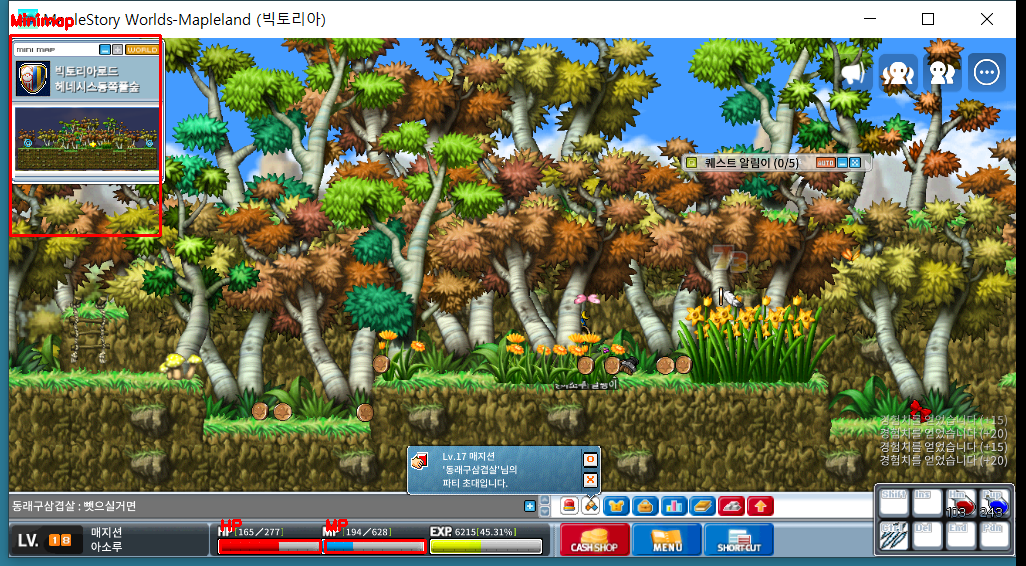 Minimap
MapleStory Worlds-Mapleland (빅토리아)
MINI MAP
WORLD
빅토리아로드
헤네시스동쪽풀숲
퀘스트 알림이 (0/5)
AUTO
경험치를 얻었습니다 (+15)
경험치를 얻었습니다 (+20)
경험치를 얻었습니다 (+15)
경험치를 얻었습니다 (+20)
Lv.17 매지션
'동래구삼겹살'님의
파티 초대입니다.
동래구삼겹살 : 뺏으실거면
LV. 18
매지션
아소루
HP
HP[165/277]
MP
MP[194/628]
EXP. 6215[45.31%]
CASH SHOP
MENU
SHORT-CUT
Shift
Ins
Hm
103
Pup
243
Ctrl
Del
End
Pdn